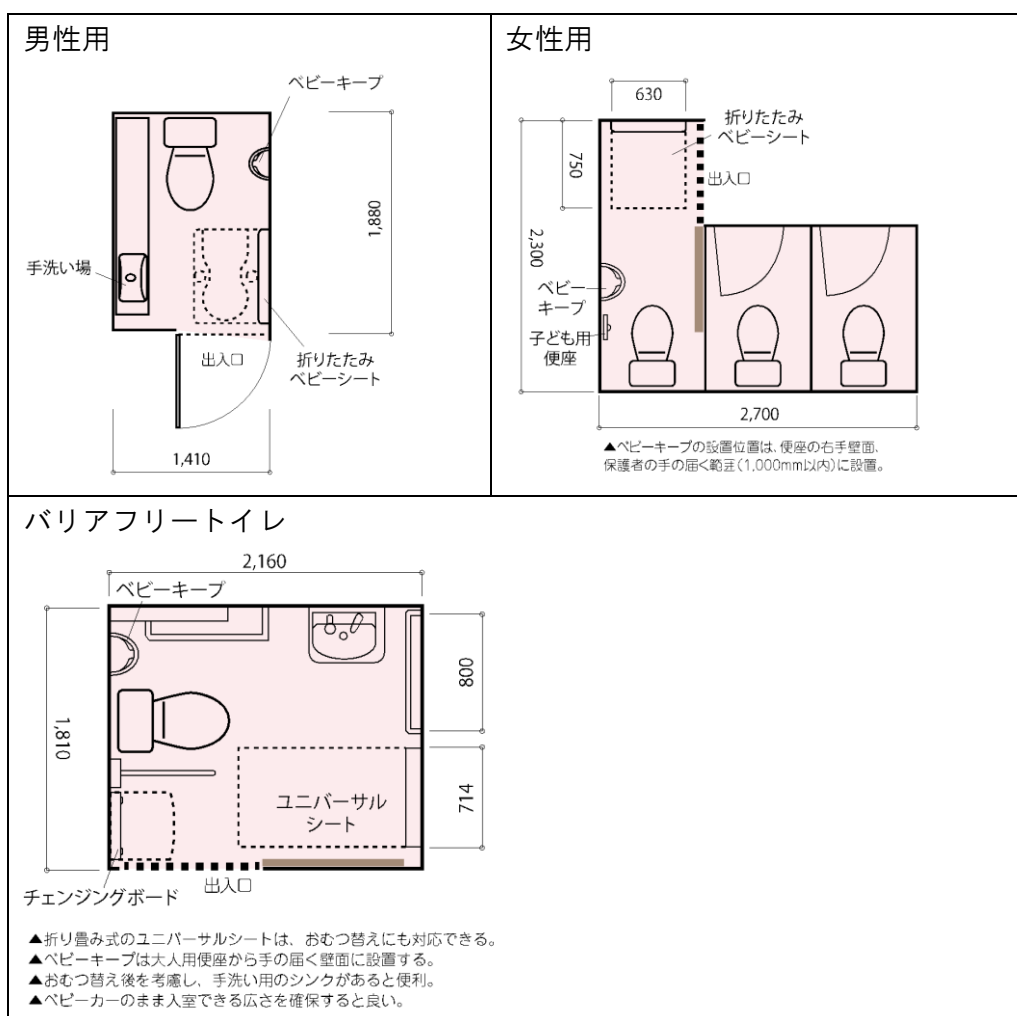 男性用
ベビーキープ
1,880
手洗い場
出入口
折りたたみ
ベビーシート
1,410
女性用
630
折りたたみ
ベビーシート
750
出入口
2,300
ベビー
キープ
子ども用
便座
2,700
▲ベビーキープの設置位置は、便座の右手壁面、
保護者の手の届く範囲(1,000mm以内)に設置。
バリアフリートイレ
2,160
ベビーキープ
800
1,810
714
ユニバーサル
シート
出入口
チェンジングボード
▲折り畳み式のユニバーサルシートは、おむつ替えにも対応できる。
▲ベビーキープは大人用便座から手の届く壁面に設置する。
▲おむつ替え後を考慮し、手洗い用のシンクがあると便利。
▲ベビーカーのまま入室できる広さを確保すると良い。